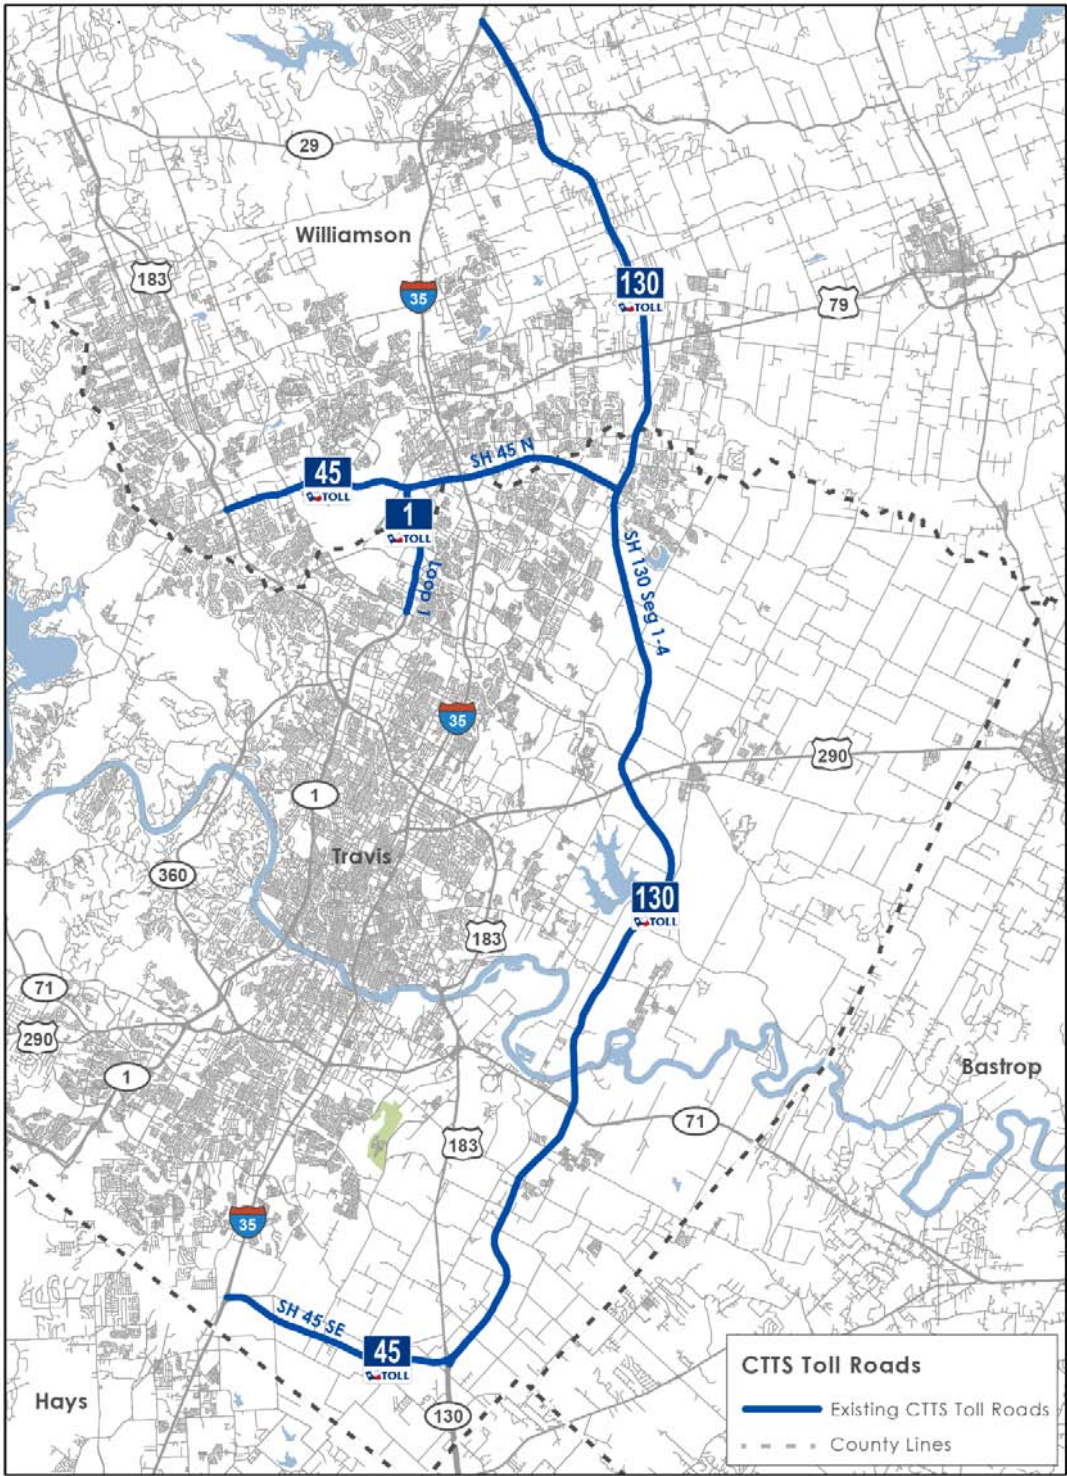 29
Williamson
183
35
130
TOLL
79
SH 45 N
45
TOLL
1
TOLL
Loop 1
SH 130 Seg 1-4
35
290
1
Travis
360
130
TOLL
183
71
290
1
Bastrop
71
183
35
SH 45 SE
45
TOLL
Hays
130
CTTS Toll Roads
Existing CTTS Toll Roads
County Lines